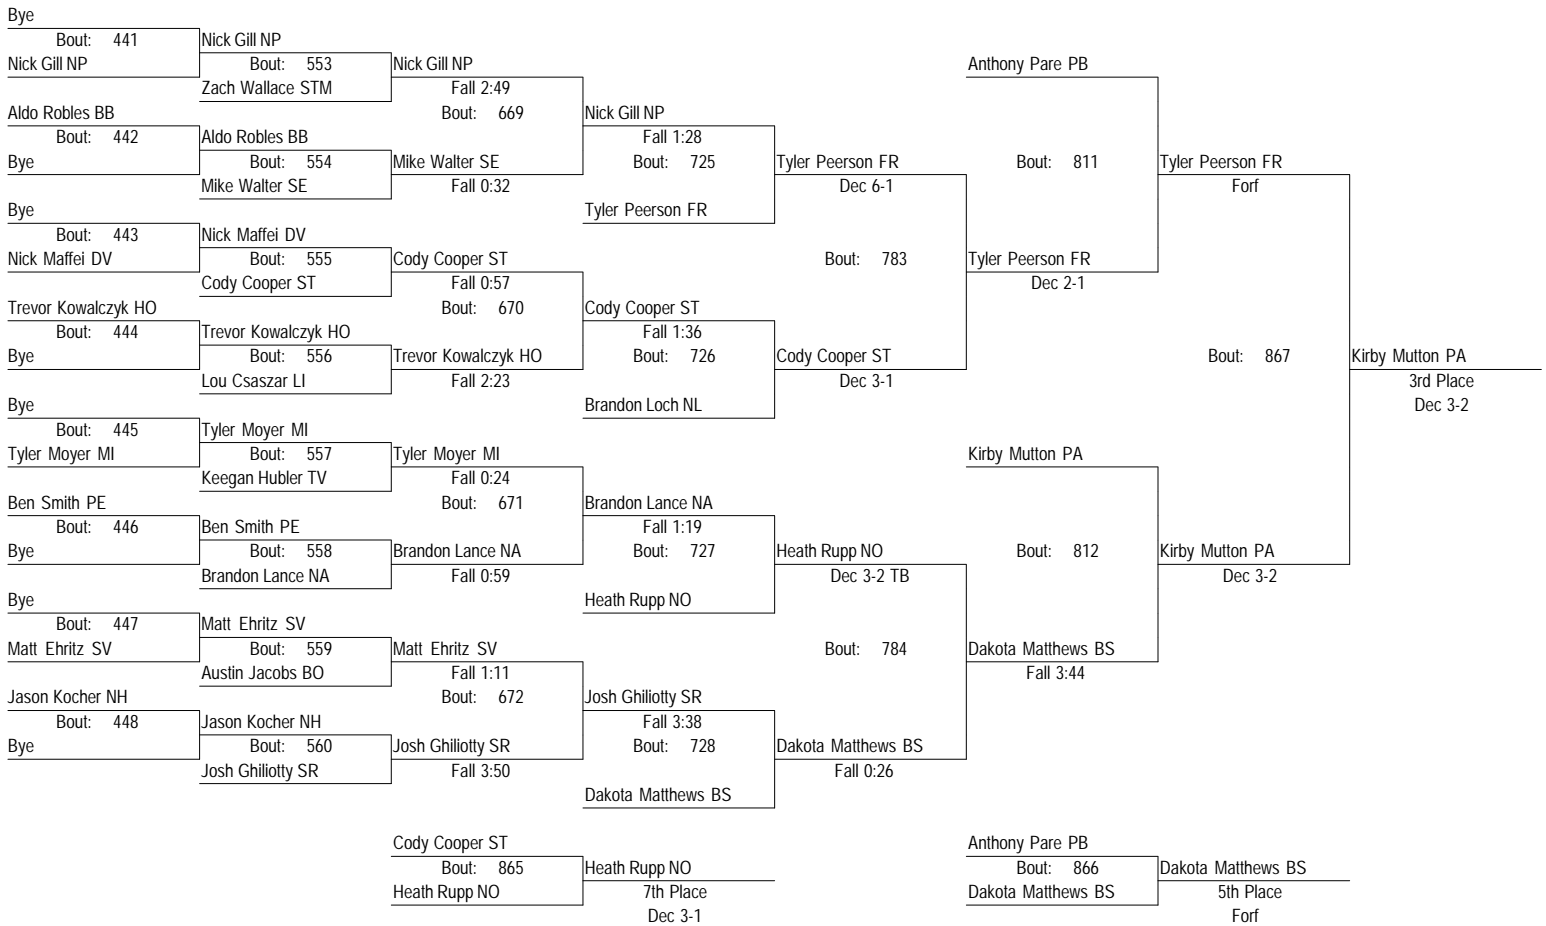 Bye
Bout: 441 Nick Gill NP
Nick Gill NP Bout: 553 Nick Gill NP Anthony Pare PB
Zach Wallace STM Fall 2:49
Aldo Robles BB Bout: 669 Nick Gill NP
Bout: 442 Aldo Robles BB Fall 1:28
Bye Bout: 554 Mike Walter SE Bout: 725 Tyler Peerson FR Bout: 811 Tyler Peerson FR
Mike Walter SE Fall 0:32 Dec 6-1 Forf
Bye Tyler Peerson FR
Bout: 443 Nick Maffei DV
Nick Maffei DV Bout: 555 Cody Cooper ST Bout: 783 Tyler Peerson FR
Cody Cooper ST Fall 0:57 Dec 2-1
Trevor Kowalczyk HO Bout: 670 Cody Cooper ST
Bout: 444 Trevor Kowalczyk HO Fall 1:36
Bye Bout: 556 Trevor Kowalczyk HO Bout: 726 Cody Cooper ST Bout: 867 Kirby Mutton PA
Lou Csaszar LI Fall 2:23 Dec 3-1 3rd Place
Bye Brandon Loch NL Dec 3-2
Bout: 445 Tyler Moyer MI
Tyler Moyer MI Bout: 557 Tyler Moyer MI Kirby Mutton PA
Keegan Hubler TV Fall 0:24
Ben Smith PE Bout: 671 Brandon Lance NA
Bout: 446 Ben Smith PE Fall 1:19
Bye Bout: 558 Brandon Lance NA Bout: 727 Heath Rupp NO Bout: 812 Kirby Mutton PA
Brandon Lance NA Fall 0:59 Dec 3-2 TB Dec 3-2
Bye Heath Rupp NO
Bout: 447 Matt Ehritz SV
Matt Ehritz SV Bout: 559 Matt Ehritz SV Bout: 784 Dakota Matthews BS
Austin Jacobs BO Fall 1:11 Fall 3:44
Jason Kocher NH Bout: 672 Josh Ghiliotty SR
Bout: 448 Jason Kocher NH Fall 3:38
Bye Bout: 560 Josh Ghiliotty SR Bout: 728 Dakota Matthews BS
Josh Ghiliotty SR Fall 3:50 Fall 0:26
Dakota Matthews BS
Cody Cooper ST Anthony Pare PB
Bout: 865 Heath Rupp NO Bout: 866 Dakota Matthews BS
Heath Rupp NO 7th Place Dakota Matthews BS 5th Place
Dec 3-1 Forf